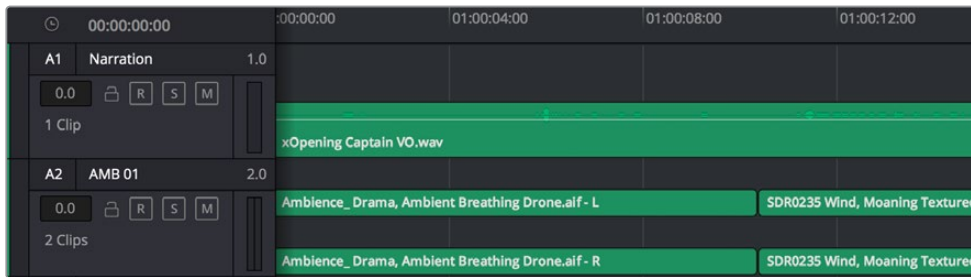 00:00:00:00 :00:00:00 01:00:04:00 01:00:08:00 01:00:12:00
A1 Narration 1.0
0.0 R S M
1 Clip
xOpening Captain VO.wav
A2 AMB 01 2.0
Ambience_ Drama, Ambient Breathing Drone.aif - L SDR0235 Wind, Moaning Textured
0.0 R S M
2 Clips
Ambience_ Drama, Ambient Breathing Drone.aif - R SDR0235 Wind, Moaning Textured